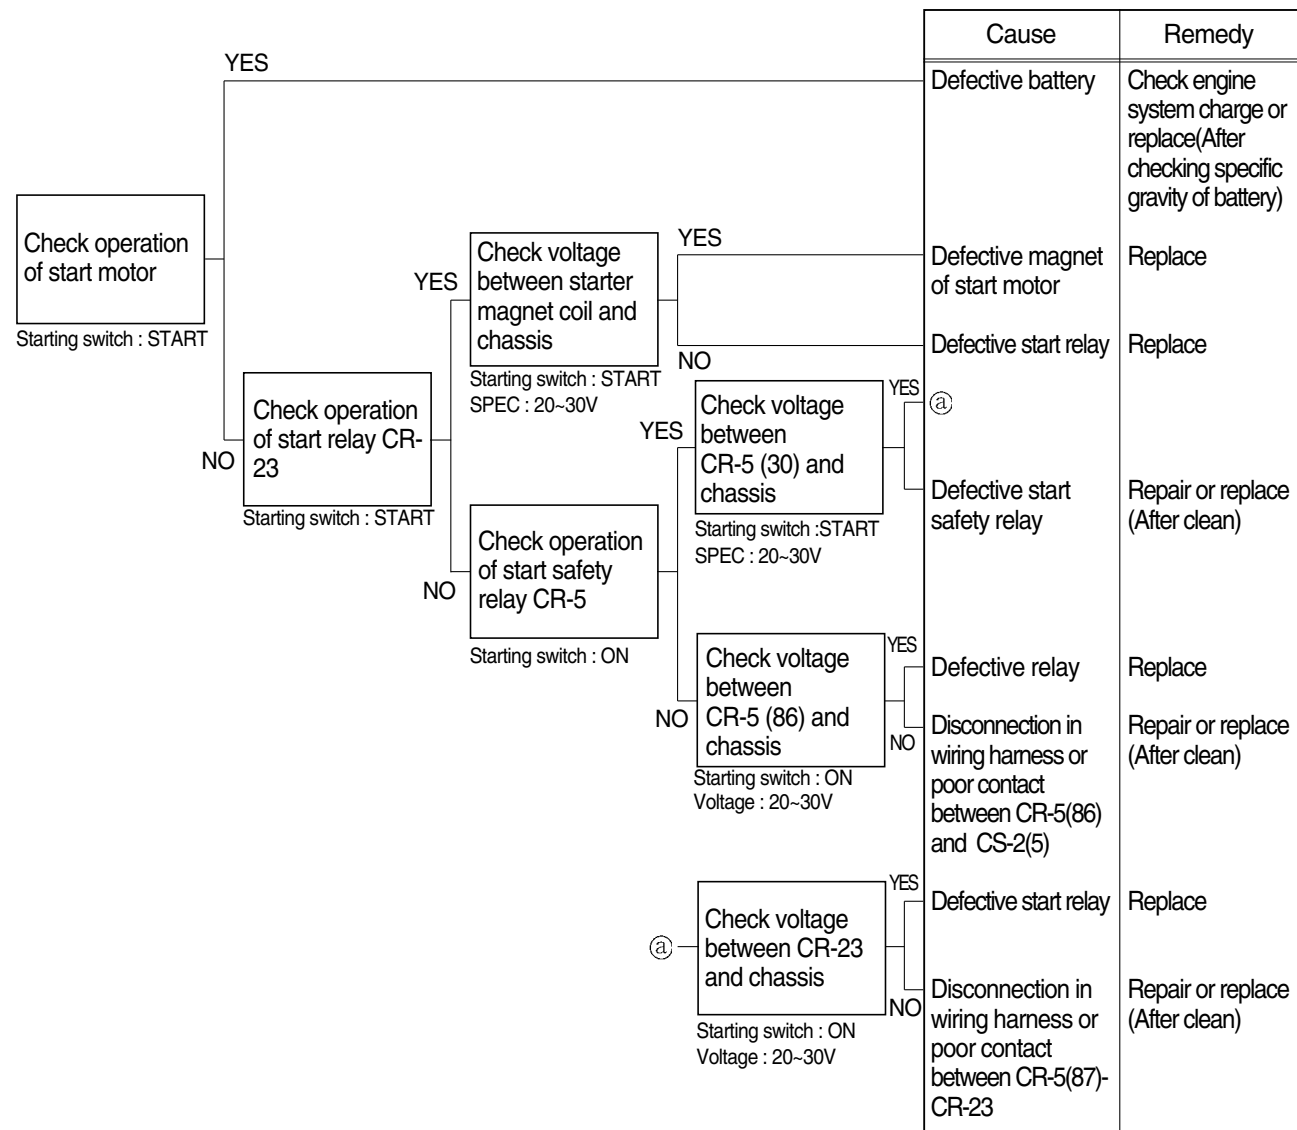 Cause
Remedy
YES
Defective battery
Check engine
system charge or
replace(After
checking specific
gravity of battery)
Check operation
of start motor
Starting switch : START
YES
Check voltage
between starter
magnet coil and
chassis
Starting switch : START
SPEC : 20~30V
YES
Defective magnet
of start motor
Replace
NO
Defective start relay
Replace
NO
Check operation
of start relay CR-
23
Starting switch : START
YES
Check voltage
between
CR-5 (30) and
chassis
Starting switch :START
SPEC : 20~30V
YES
ⓐ
Defective start
safety relay
Repair or replace
(After clean)
NO
Check operation
of start safety
relay CR-5
Starting switch : ON
NO
Check voltage
between
CR-5 (86) and
chassis
Starting switch : ON
Voltage : 20~30V
YES
Defective relay
Replace
NO
Disconnection in
wiring harness or
poor contact
between CR-5(86)
and CS-2(5)
Repair or replace
(After clean)
ⓐ
Check voltage
between CR-23
and chassis
Starting switch : ON
Voltage : 20~30V
YES
Defective start relay
Replace
NO
Disconnection in
wiring harness or
poor contact
between CR-5(87)-
CR-23
Repair or replace
(After clean)